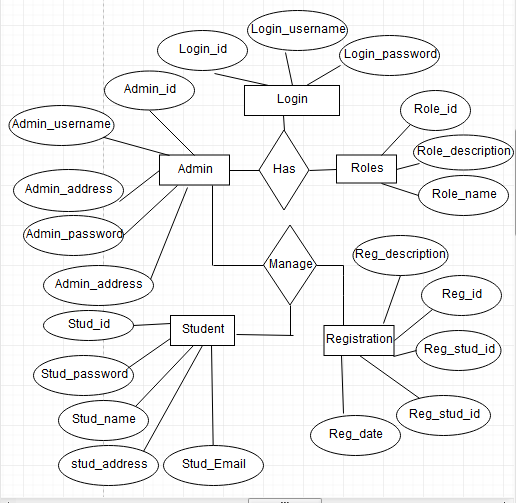 Login_username
Login_id
Login_password
Admin_id
Login
Role_id
Admin_username
Role_description
Admin
Has
Roles
Admin_address
Role_name
Admin_password
Reg_description
Manage
Admin_address
Reg_id
Stud_id
Student
Registration
Reg_stud_id
Stud_password
Stud_name
Reg_stud_id
Reg_date
stud_address
Stud_Email